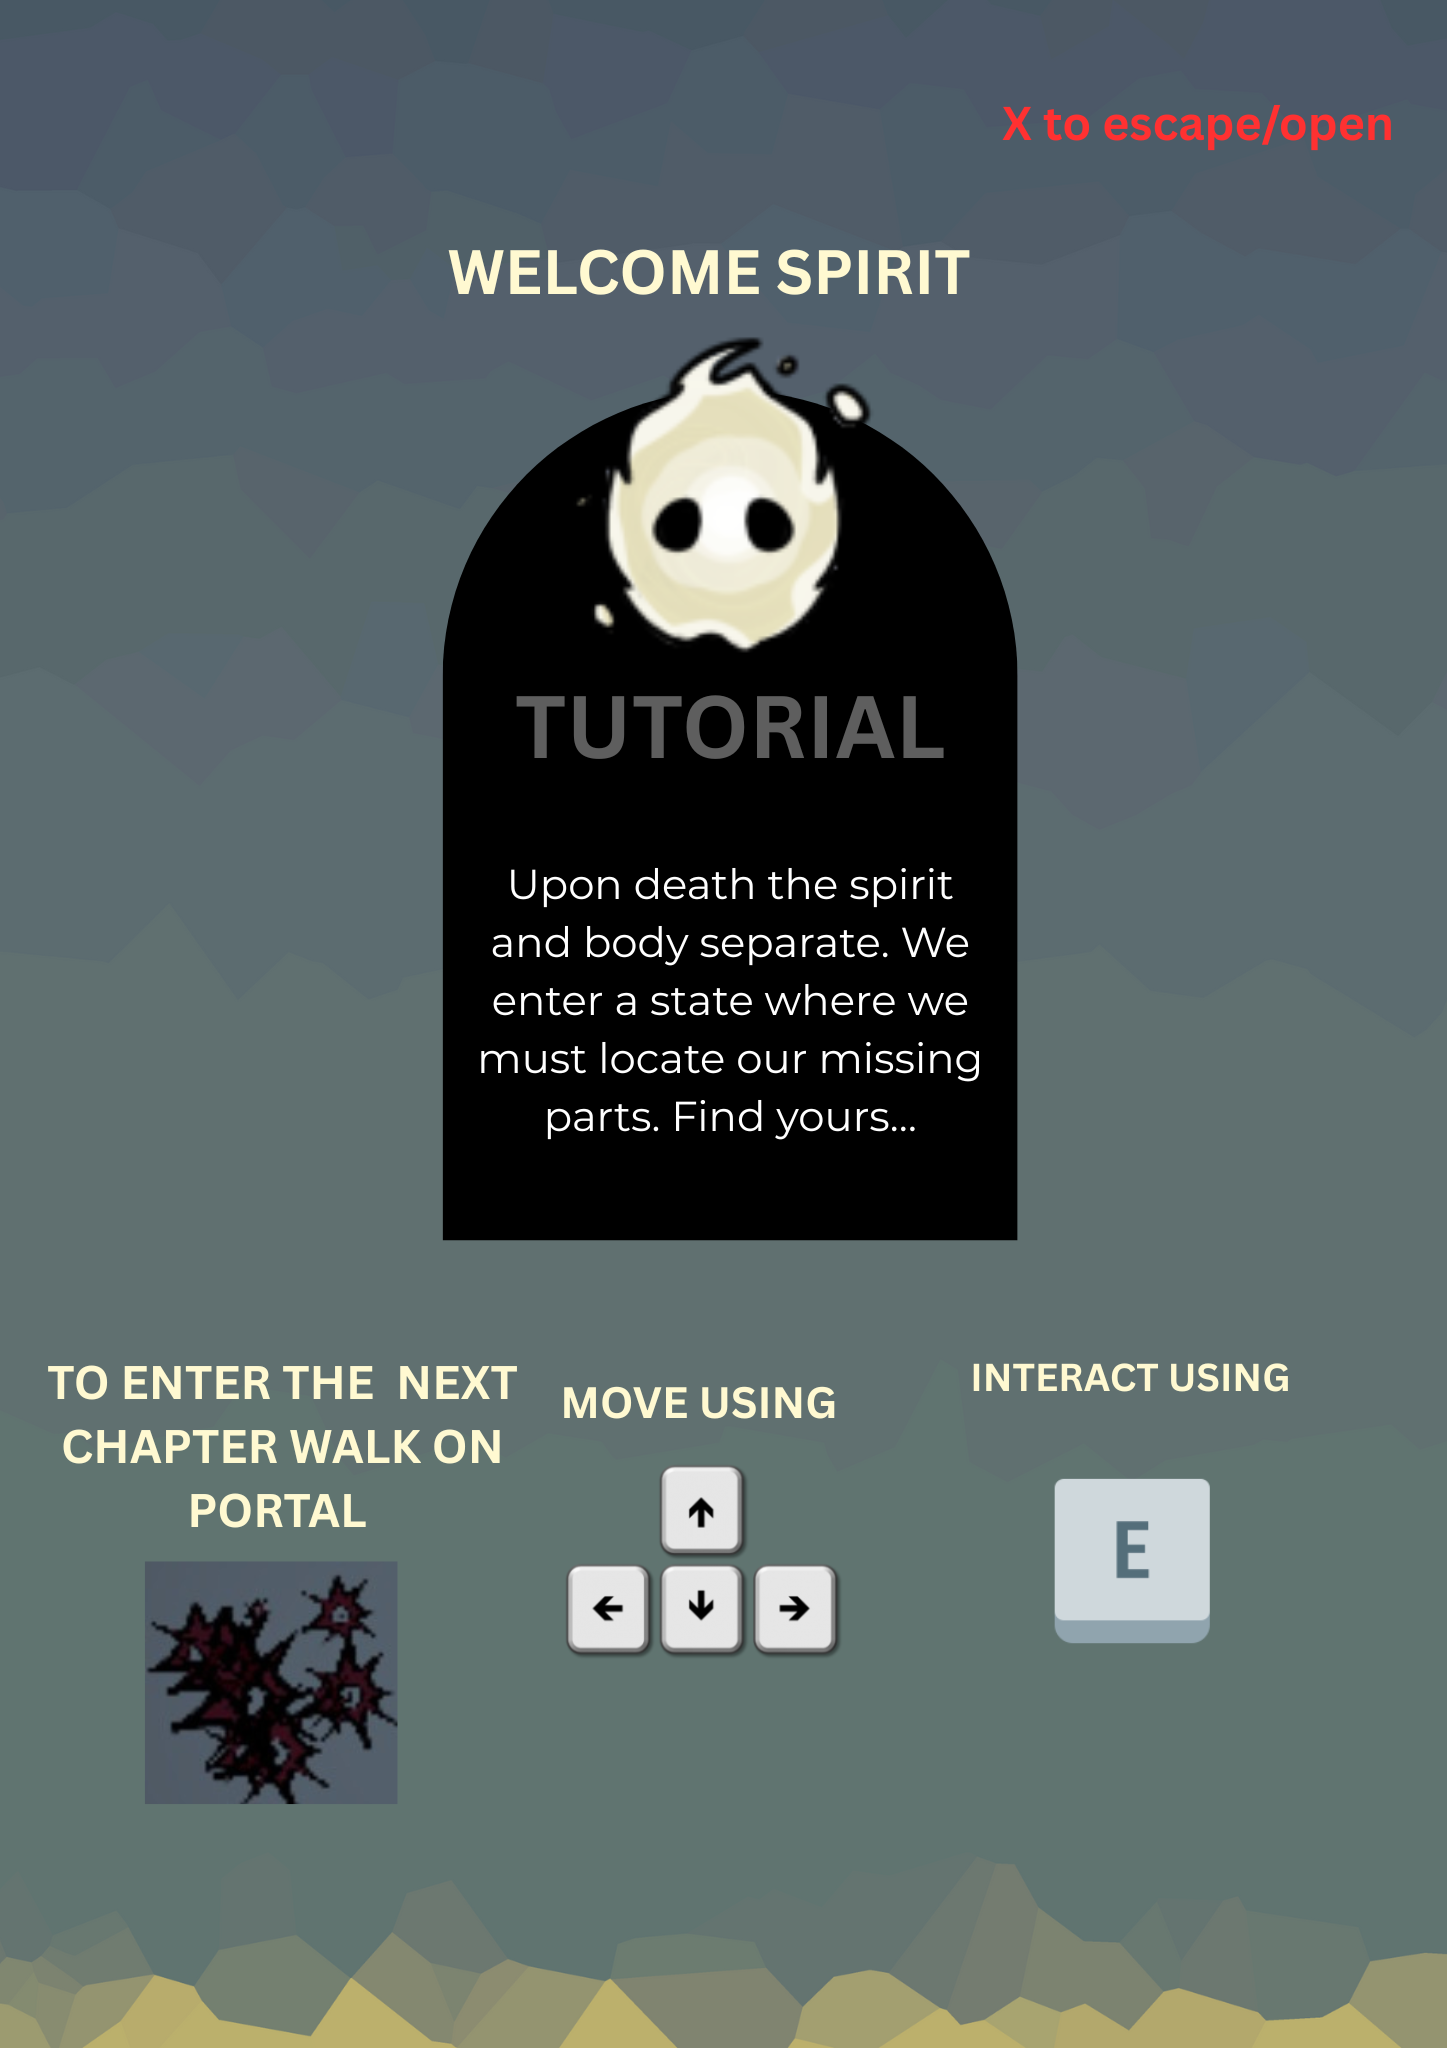 X to escape/open
WELCOME SPIRIT
TUTORIAL
Upon death the spirit
and body separate. We
enter a state where we
must locate our missing
parts. Find yours...
TO ENTER THE NEXT
CHAPTER WALK ON
PORTAL
MOVE USING
↑
← ↓ →
INTERACT USING
E